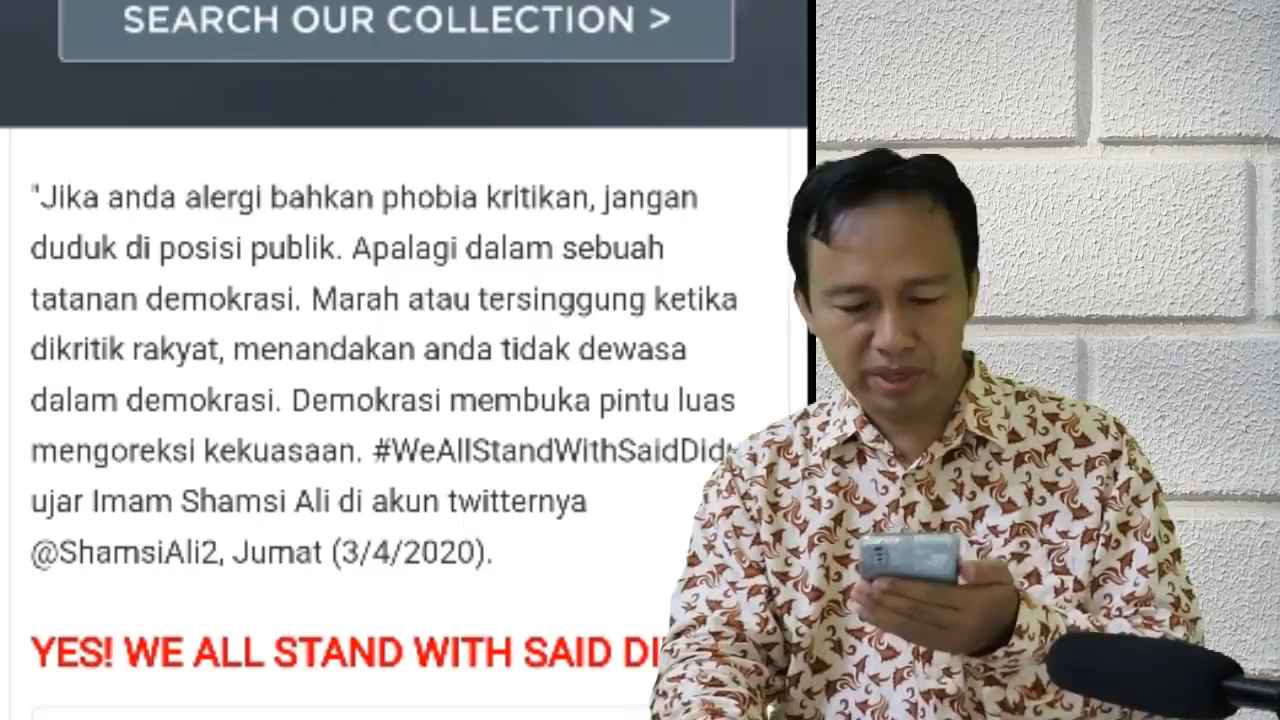 SEARCH OUR COLLECTION >
"Jika anda alergi bahkan phobia kritikan, jangan
duduk di posisi publik. Apalagi dalam sebuah
tatanan demokrasi. Marah atau tersinggung ketika
dikritik rakyat, menandakan anda tidak dewasa
dalam demokrasi. Demokrasi membuka pintu luas
mengoreksi kekuasaan.
ujar Imam Shamsi Ali di akun twitternya
@ShamsiAli2, Jumat (3/4/2020).
YES! WE ALL STAND WITH SAID